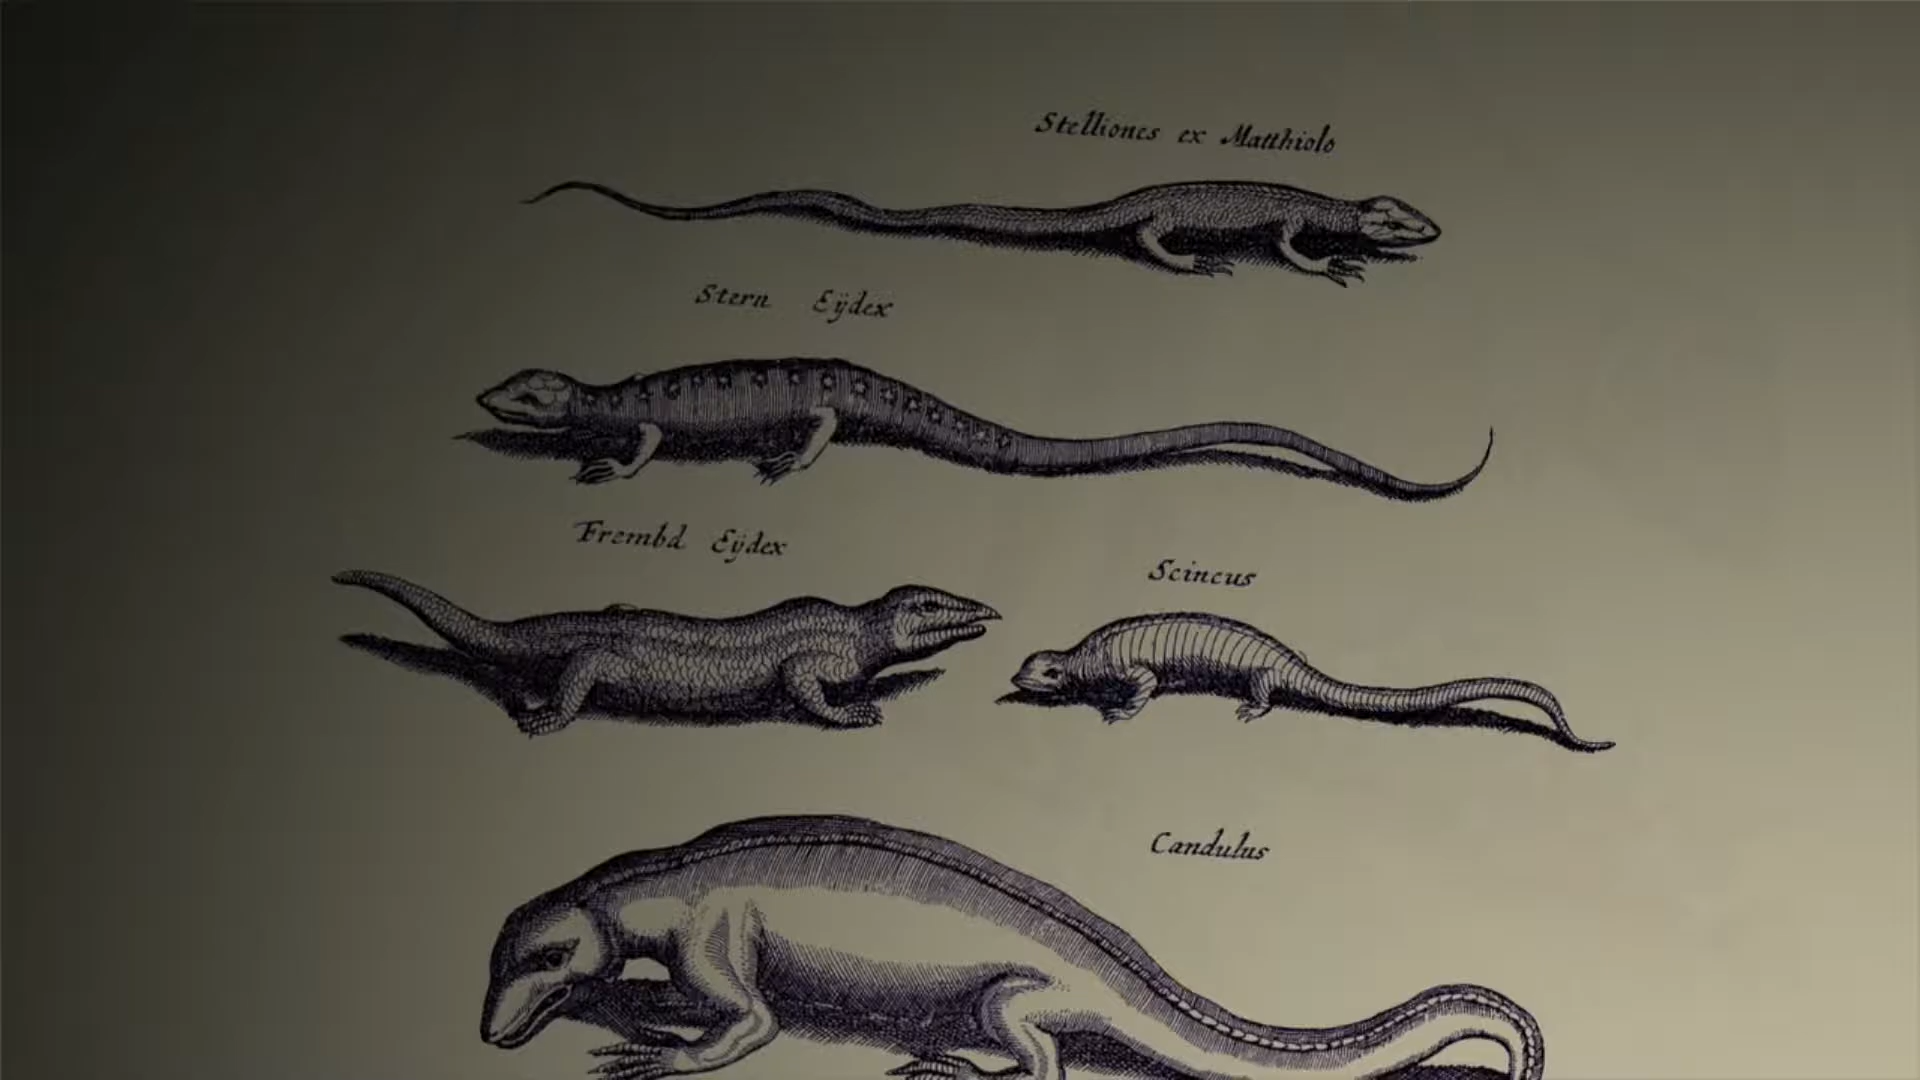 Stelliones ex Matthiolo
Stern Eÿdex
Frembd Eÿdex
Scincus
Candulus